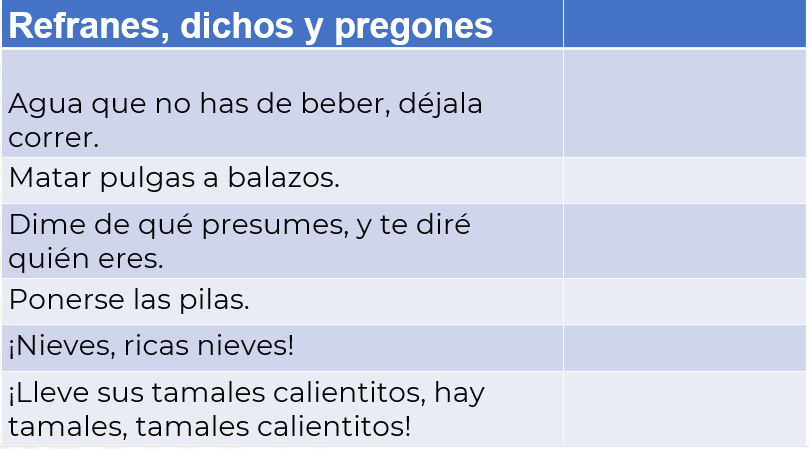 Refranes, dichos y pregones
Agua que no has de beber, déjala
correr.
Matar pulgas a balazos.
Dime de qué presumes, y te diré
quién eres.
Ponerse las pilas.
¡Nieves, ricas nieves!
¡Lleve sus tamales calientitos, hay
tamales, tamales calientitos!